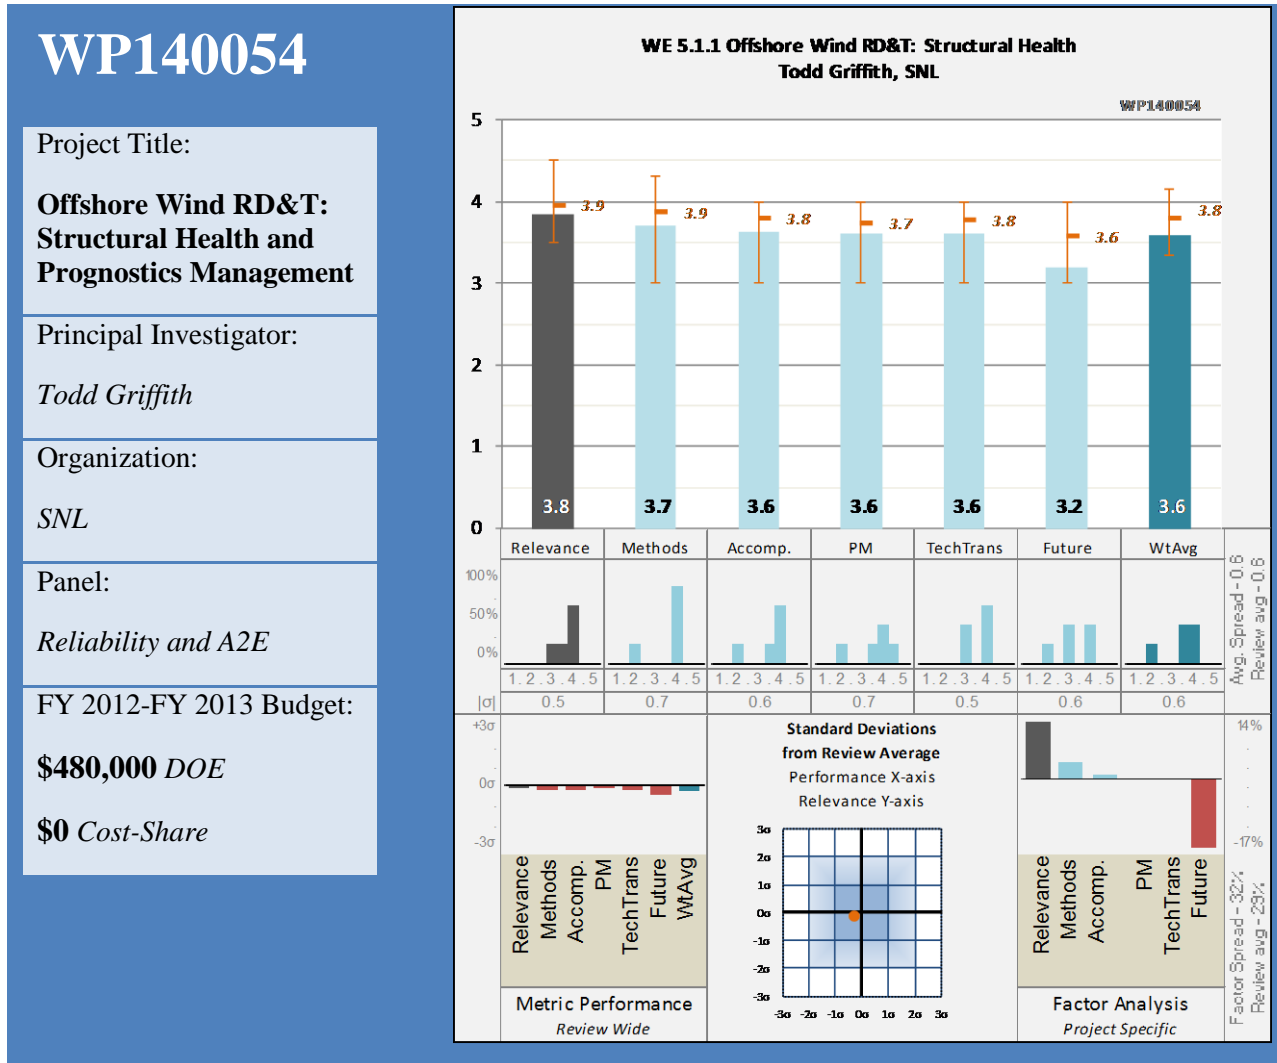 WP140054
Project Title:
Offshore Wind RD&T:
Structural Health and
Prognostics Management
Principal Investigator:
Todd Griffith
Organization:
SNL
Panel:
Reliability and A2E
FY 2012-FY 2013 Budget:
$480,000 DOE
$0 Cost-Share
WE 5.1.1 Offshore Wind RD&T: Structural Health
Todd Griffith, SNL
WP140054
5
4
3
2
1
0
3.9
3.9
3.8
3.7
3.8
3.6
3.8
3.8
3.7
3.6
3.6
3.6
3.2
3.6
Relevance
Methods
Accomp.
PM
TechTrans
Future
WtAvg
100%
50%
0%
1 . 2 . 3 . 4 . 5
1 . 2 . 3 . 4 . 5
1 . 2 . 3 . 4 . 5
1 . 2 . 3 . 4 . 5
1 . 2 . 3 . 4 . 5
1 . 2 . 3 . 4 . 5
1 . 2 . 3 . 4 . 5
|σ|
0.5
0.7
0.6
0.7
0.5
0.6
0.6
Avg. Spread - 0.6
Review avg - 0.6
+3σ
0σ
-3σ
Relevance
Methods
Accomp.
PM
TechTrans
Future
WtAvg
Metric Performance
Review Wide
Standard Deviations
from Review Average
Performance X-axis
Relevance Y-axis
3σ
2σ
1σ
0σ
-1σ
-2σ
-3σ
-3σ -2σ -1σ 0σ 1σ 2σ 3σ
14%
-17%
Relevance
Methods
Accomp.
PM
TechTrans
Future
Factor Analysis
Project Specific
Factor Spread - 32%
Review avg - 29%